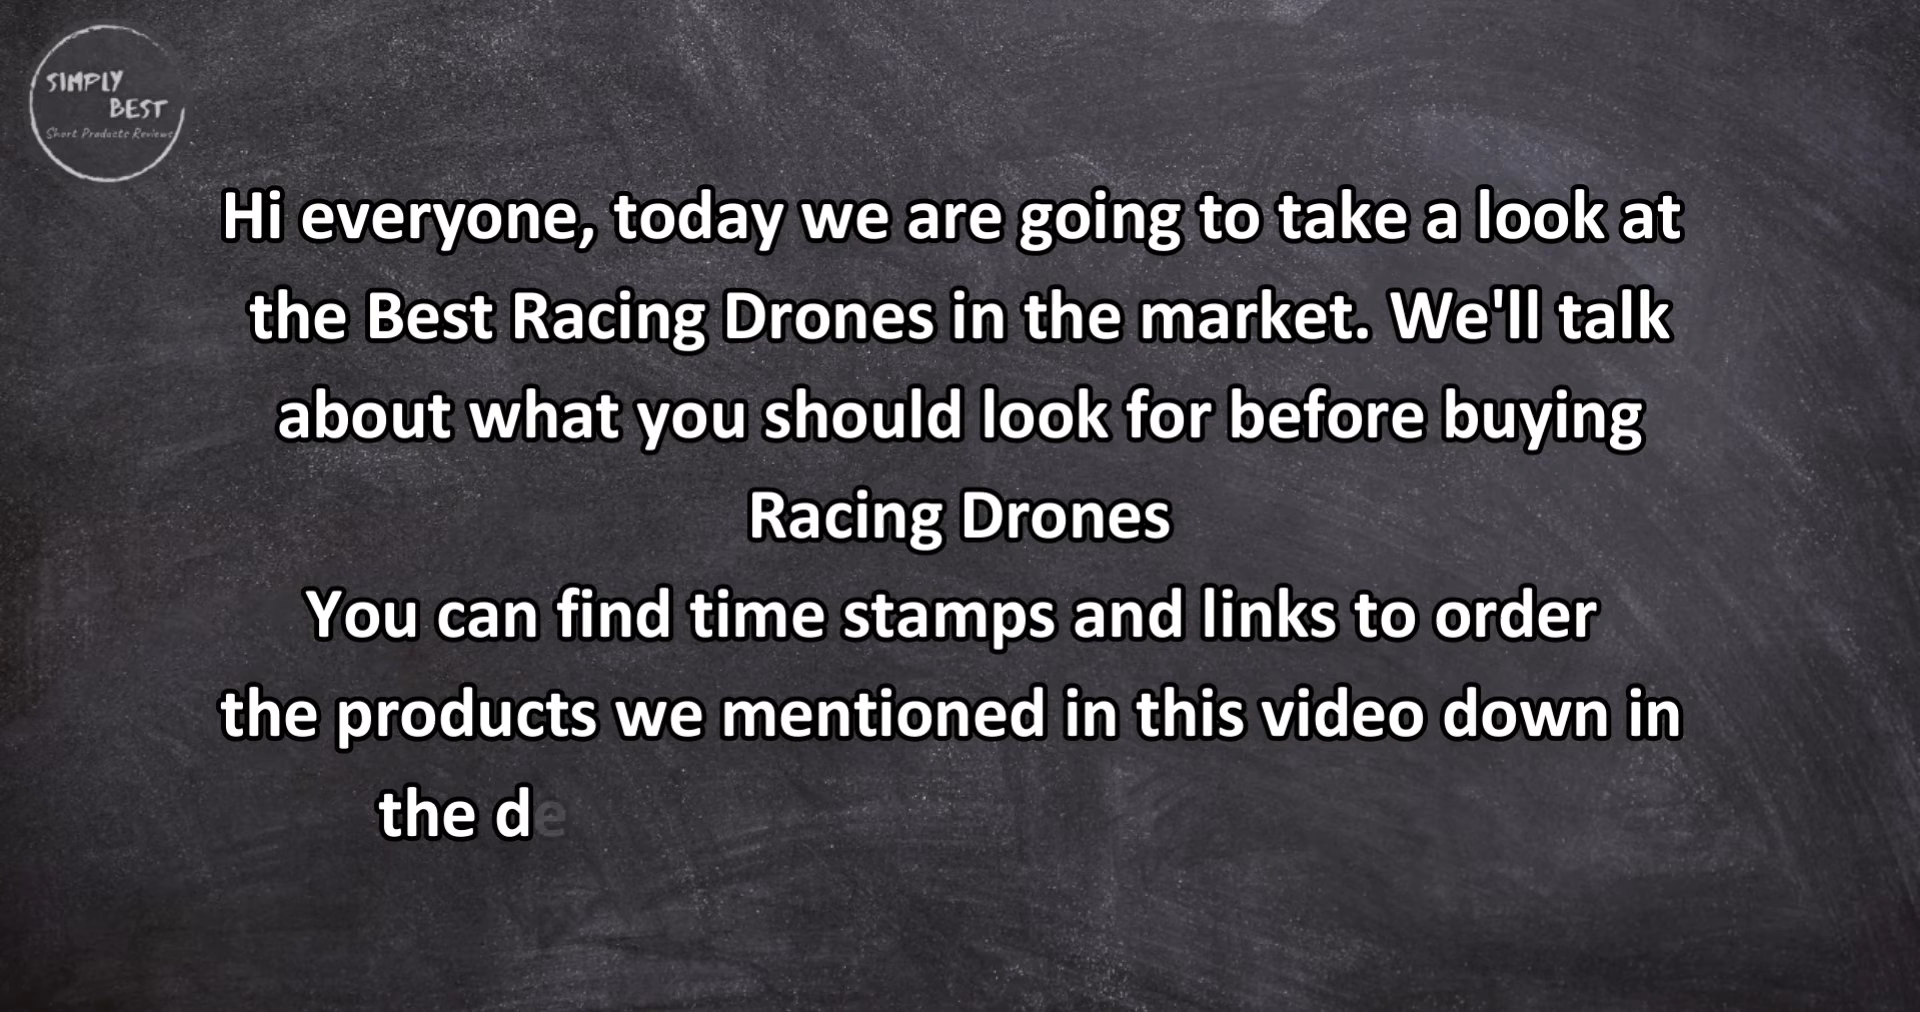 SIMPLY
BEST
Short Products Reviews
Hi everyone, today we are going to take a look at
the Best Racing Drones in the market. We'll talk
about what you should look for before buying
Racing Drones
You can find time stamps and links to order
the products we mentioned in this video down in
the de